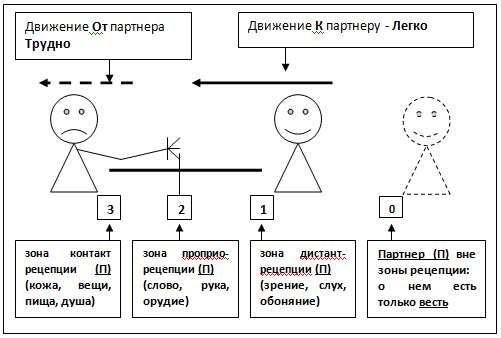 Движение От партнера
Трудно
Движение К партнеру - Легко
3
2
1
0
зона контакт
рецепции (П)
(кожа, вещи,
пища, душа)
зона проприо-
рецепции (П)
(слово, рука,
орудие)
зона дистант-
рецепции (П)
(зрение, слух,
обоняние)
Партнер (П) вне
зоны рецепции:
о нем есть
только весть